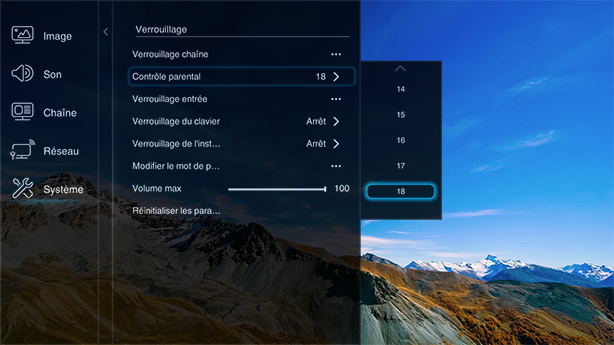 Image
Son
Chaîne
Réseau
Système
Verrouillage
Verrouillage chaîne ...
Contrôle parental 18
Verrouillage entrée ...
Verrouillage du clavier Arrêt
Verrouillage de l'inst... Arrêt
Modifier le mot de p... ...
Volume max 100
Réinitialiser les para...
14
15
16
17
18